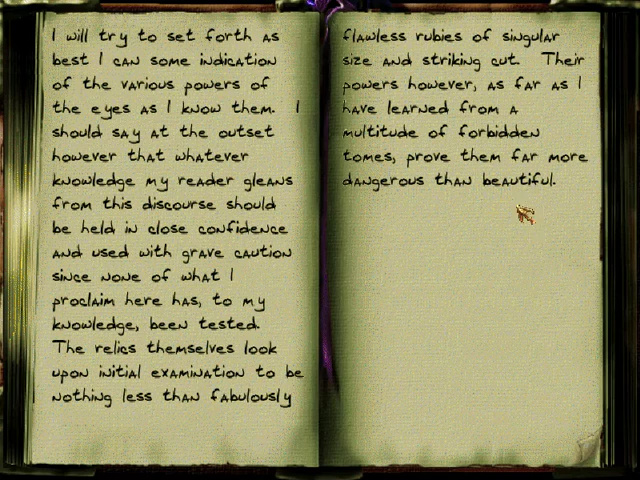 I will try to set forth as
best I can some indication
of the various powers of
the eyes as I know them. I
should say at the outset
however that whatever
knowledge my reader gleans
from this discourse should
be held in close confidence
and used with grave caution
since none of what I
proclaim here has, to my
knowledge, been tested.
The relics themselves look
upon initial examination to be
nothing less than fabulously
flawless rubies of singular
size and striking cut. Their
powers however, as far as I
have learned from a
multitude of forbidden
tomes, prove them far more
dangerous than beautiful.